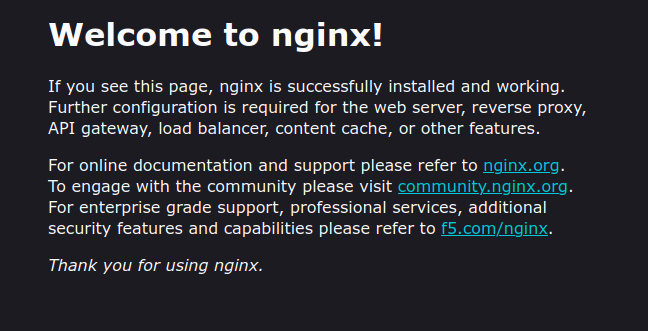 Welcome to nginx!
If you see this page, nginx is successfully installed and working.
Further configuration is required for the web server, reverse proxy,
API gateway, load balancer, content cache, or other features.
For online documentation and support please refer to nginx.org.
To engage with the community please visit community.nginx.org.
For enterprise grade support, professional services, additional
security features and capabilities please refer to f5.com/nginx.
Thank you for using nginx.